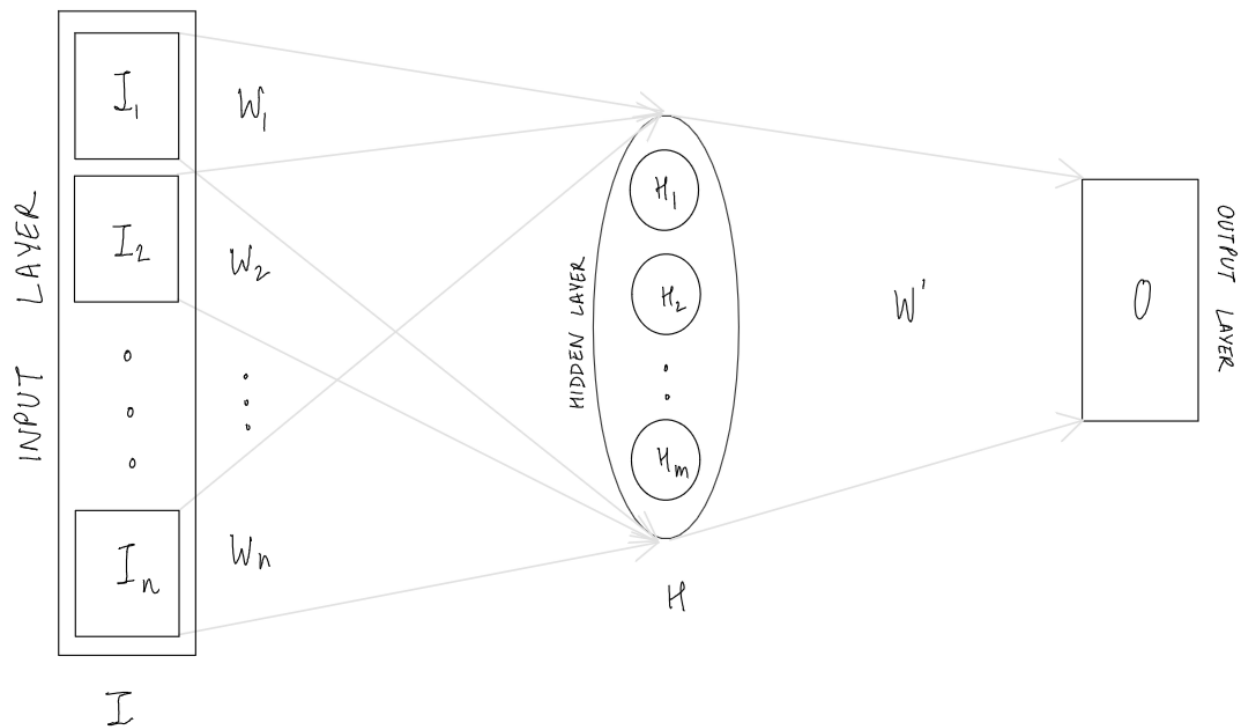 INPUT LAYER
I₁
I₂
Iₙ
I
W₁
W₂
Wₙ
HIDDEN LAYER
H₁
H₂
Hₘ
H
W'
O
OUTPUT LAYER